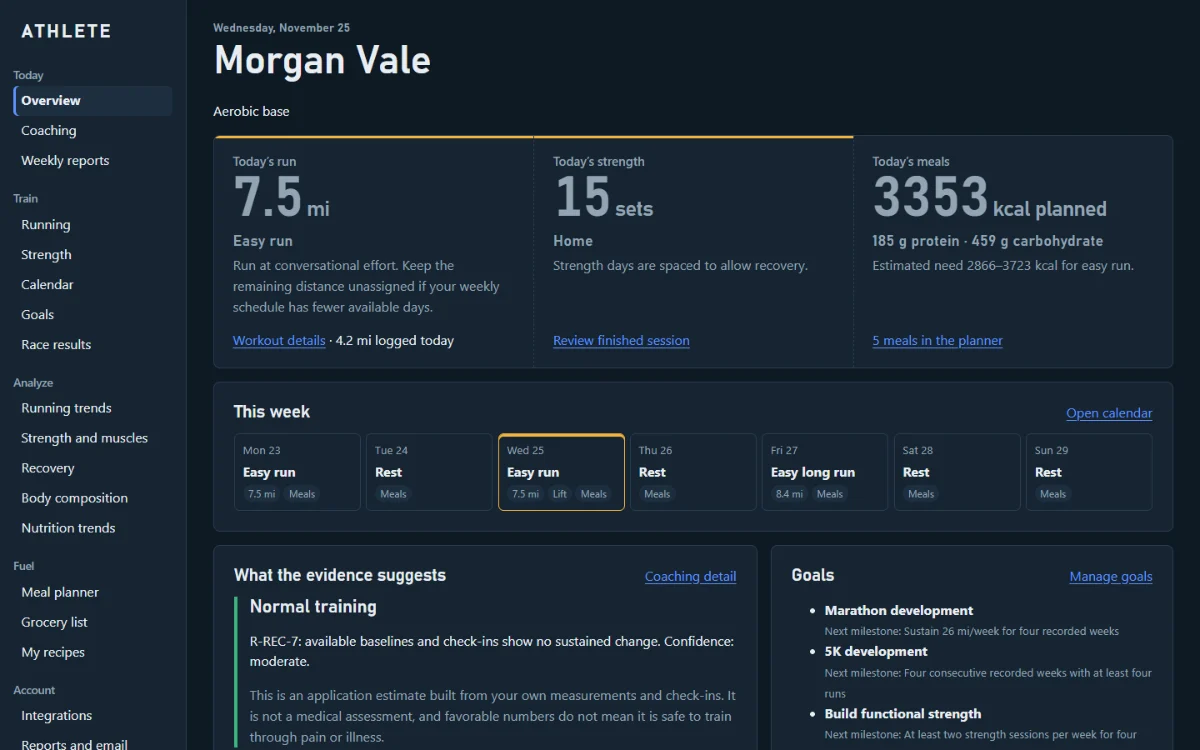 ATHLETE
Today
Overview
Coaching
Weekly reports
Train
Running
Strength
Calendar
Goals
Race results
Analyze
Running trends
Strength and muscles
Recovery
Body composition
Nutrition trends
Fuel
Meal planner
Grocery list
My recipes
Account
Integrations
Reports and email
Wednesday, November 25
Morgan Vale
Aerobic base
Today's run
7.5 mi
Easy run
Run at conversational effort. Keep the
remaining distance unassigned if your weekly
schedule has fewer available days.
Workout details · 4.2 mi logged today
Today's strength
15 sets
Home
Strength days are spaced to allow recovery.
Review finished session
Today's meals
3353 kcal planned
185 g protein · 459 g carbohydrate
Estimated need 2866–3723 kcal for easy run.
5 meals in the planner
This week
Open calendar
Mon 23
Easy run
7.5 mi Meals
Tue 24
Rest
Meals
Wed 25
Easy run
7.5 mi Lift Meals
Thu 26
Rest
Meals
Fri 27
Easy long run
8.4 mi Meals
Sat 28
Rest
Meals
Sun 29
Rest
Meals
What the evidence suggests
Coaching detail
Normal training
R-REC-7: available baselines and check-ins show no sustained change. Confidence:
moderate.
This is an application estimate built from your own measurements and check-ins. It
is not a medical assessment, and favorable numbers do not mean it is safe to train
through pain or illness.
Goals
Manage goals
• Marathon development
Next milestone: Sustain 26 mi/week for four recorded weeks
• 5K development
Next milestone: Four consecutive recorded weeks with at least four
runs
• Build functional strength
Next milestone: At least two strength sessions per week for four